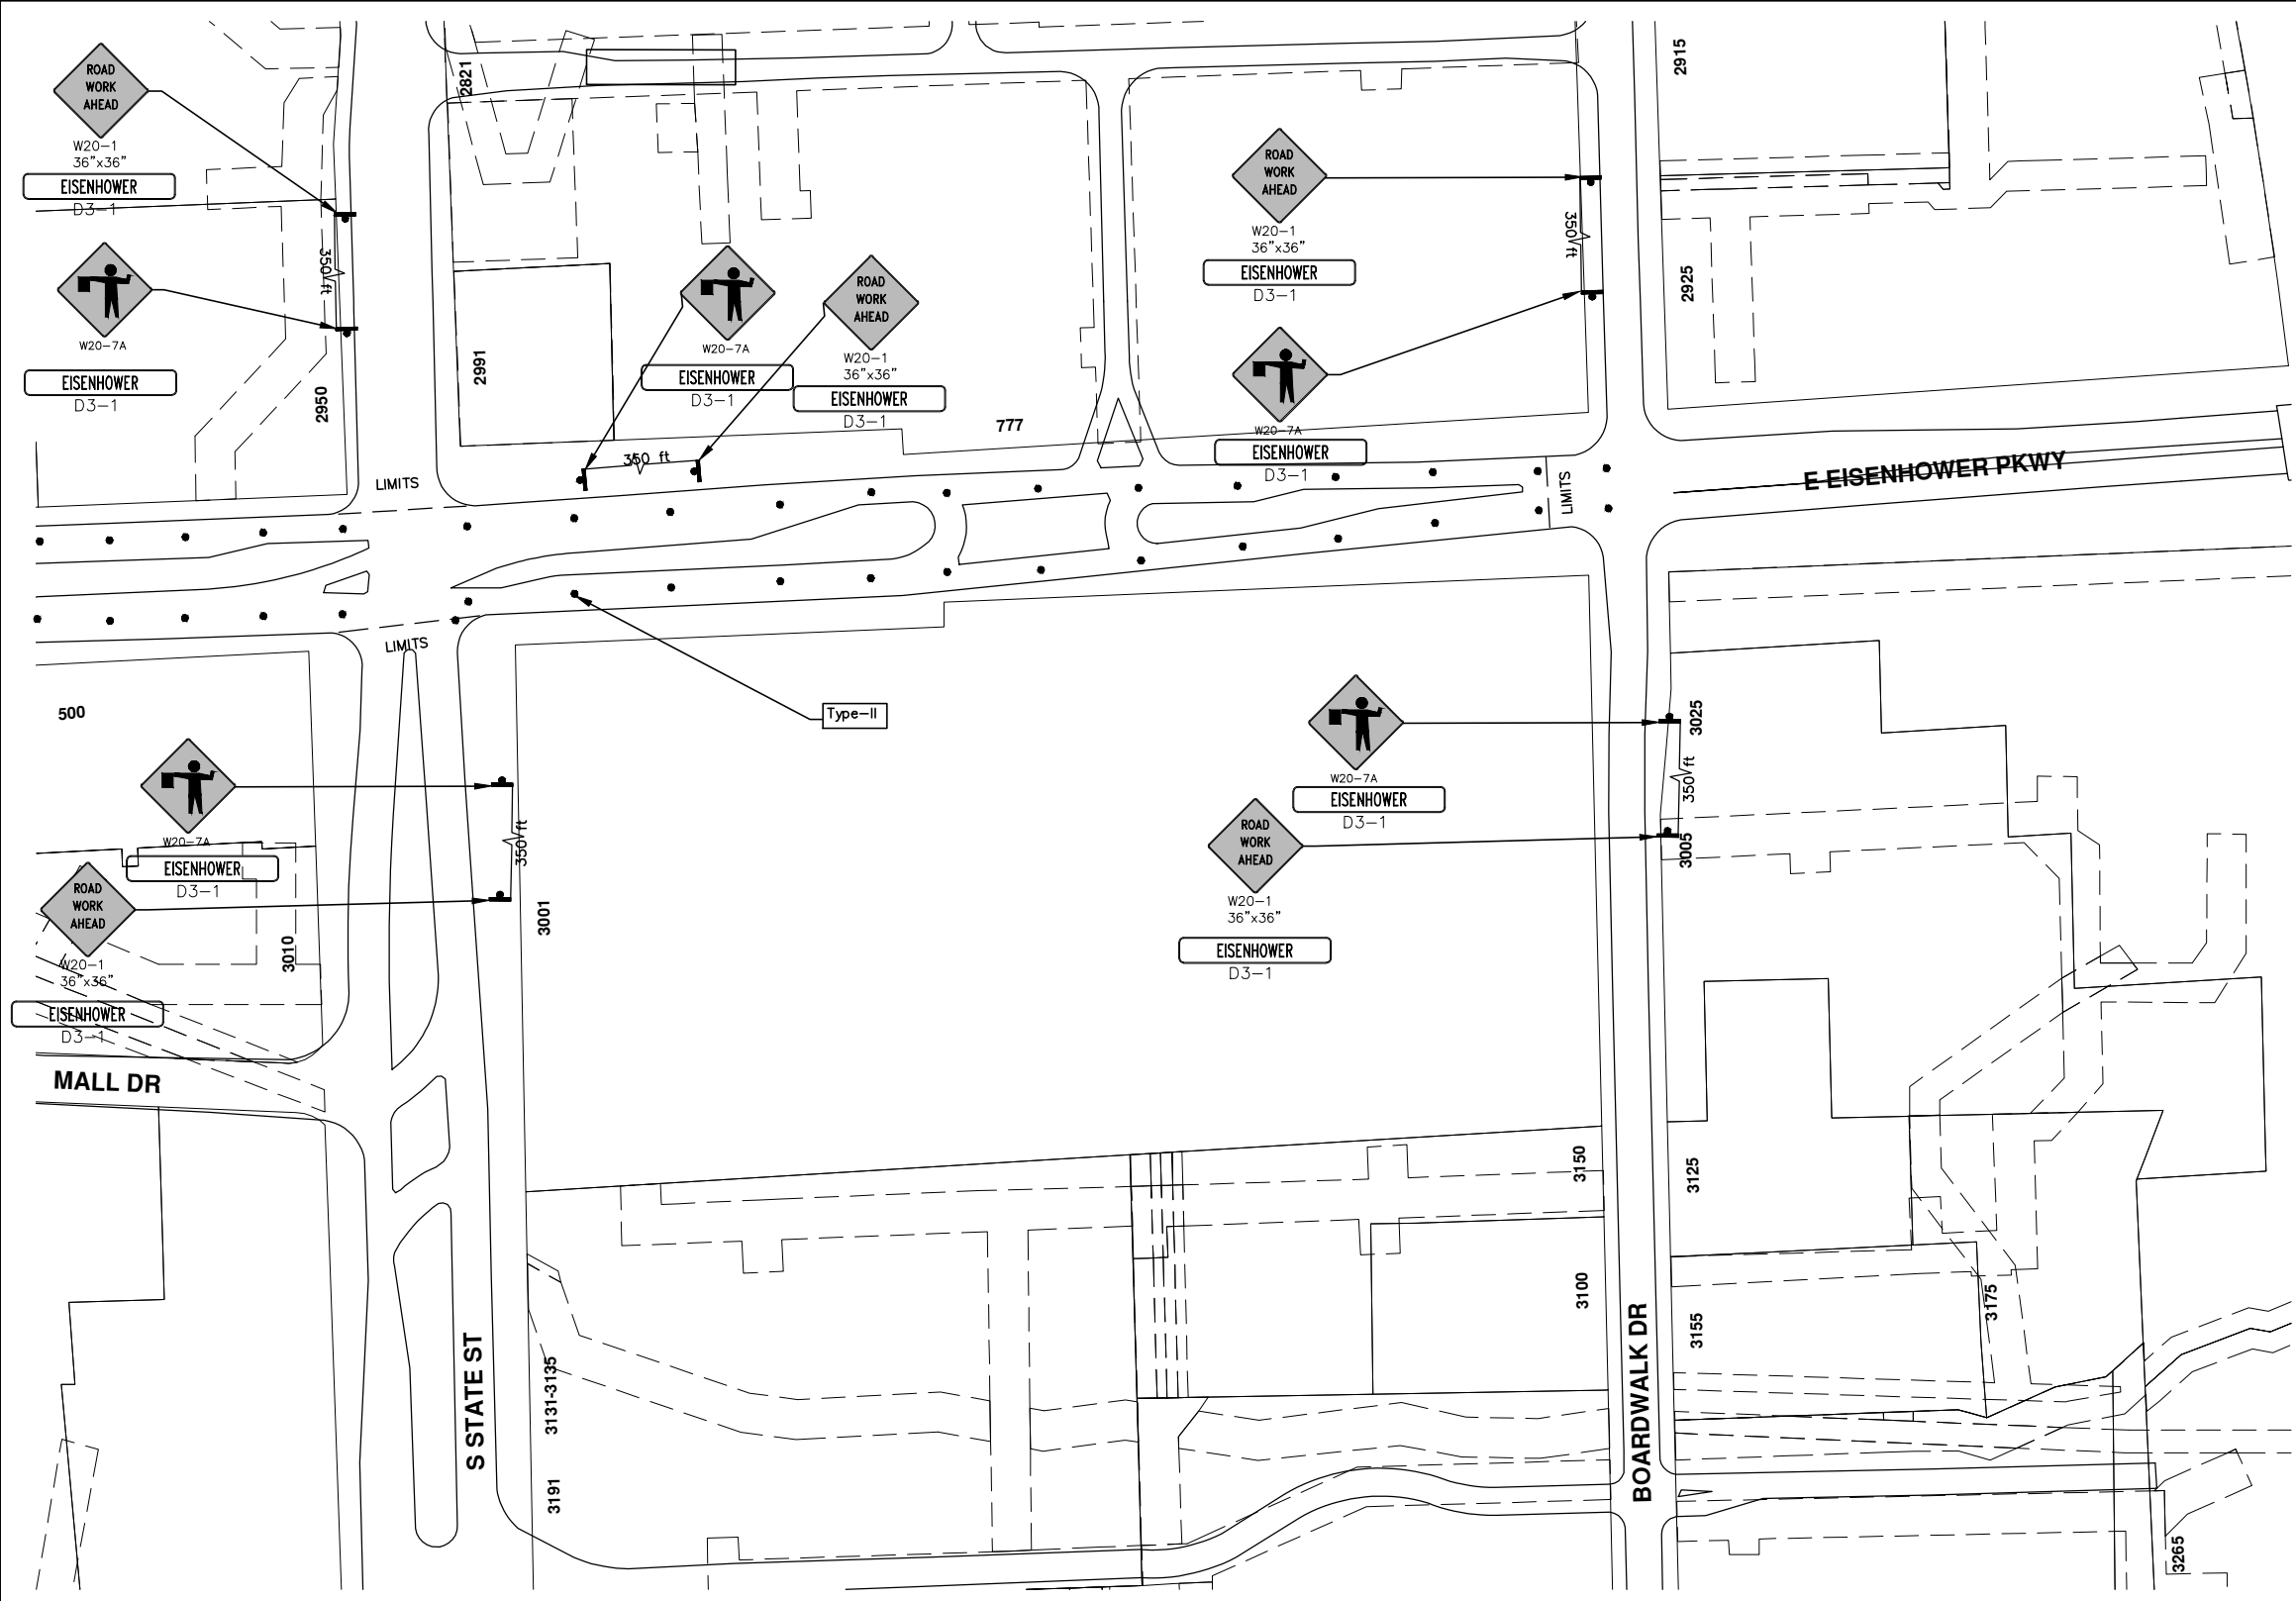 2821
2915
ROAD
WORK
AHEAD
W20-1
36"x36"
EISENHOWER
D3-1
350 ft
W20-7A
EISENHOWER
D3-1
2950
2991
W20-7A
EISENHOWER
D3-1
ROAD
WORK
AHEAD
W20-1
36"x36"
EISENHOWER
D3-1
350 ft
777
ROAD
WORK
AHEAD
W20-1
36"x36"
EISENHOWER
D3-1
350 ft
W20-7A
EISENHOWER
D3-1
2925
E EISENHOWER PKWY
LIMITS
LIMITS
LIMITS
Type-II
500
W20-7A
EISENHOWER
D3-1
350 ft
ROAD
WORK
AHEAD
W20-1
36"x36"
EISENHOWER
D3-1
3010
3001
W20-7A
EISENHOWER
D3-1
3025
350 ft
3005
ROAD
WORK
AHEAD
W20-1
36"x36"
EISENHOWER
D3-1
MALL DR
3150
3125
3100
3155
3175
S STATE ST
3131-3135
3191
BOARDWALK DR
3265